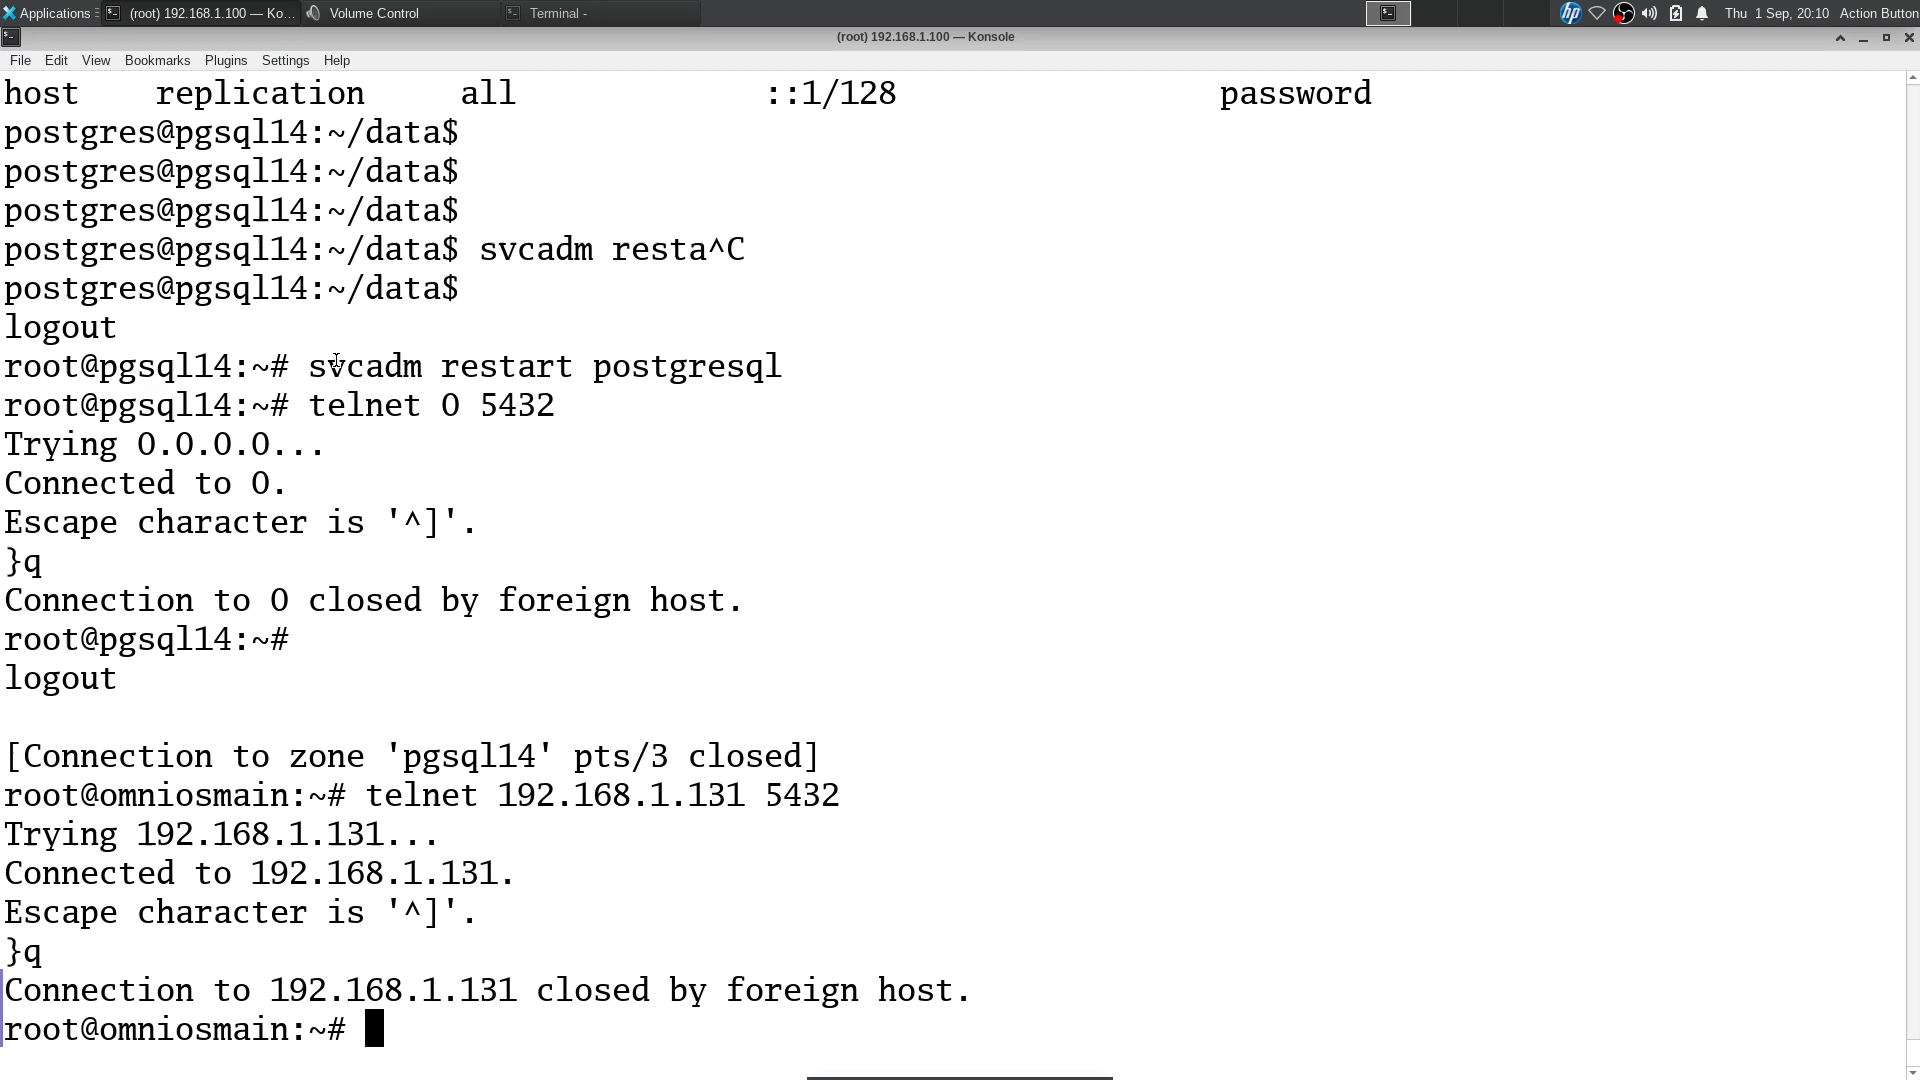 Applications (root) 192.168.1.100 — Ko... Volume Control Terminal - hp Thu 1 Sep, 20:10 Action Button
(root) 192.168.1.100 — Konsole
File Edit View Bookmarks Plugins Settings Help
host replication all ::1/128 password
postgres@pgsql14:~/data$
postgres@pgsql14:~/data$
postgres@pgsql14:~/data$
postgres@pgsql14:~/data$ svcadm resta^C
postgres@pgsql14:~/data$
logout
root@pgsql14:~# svcadm restart postgresql
root@pgsql14:~# telnet 0 5432
Trying 0.0.0.0...
Connected to 0.
Escape character is '^]'.
}q
Connection to 0 closed by foreign host.
root@pgsql14:~#
logout
[Connection to zone 'pgsql14' pts/3 closed]
root@omniosmain:~# telnet 192.168.1.131 5432
Trying 192.168.1.131...
Connected to 192.168.1.131.
Escape character is '^]'.
}q
Connection to 192.168.1.131 closed by foreign host.
root@omniosmain:~#